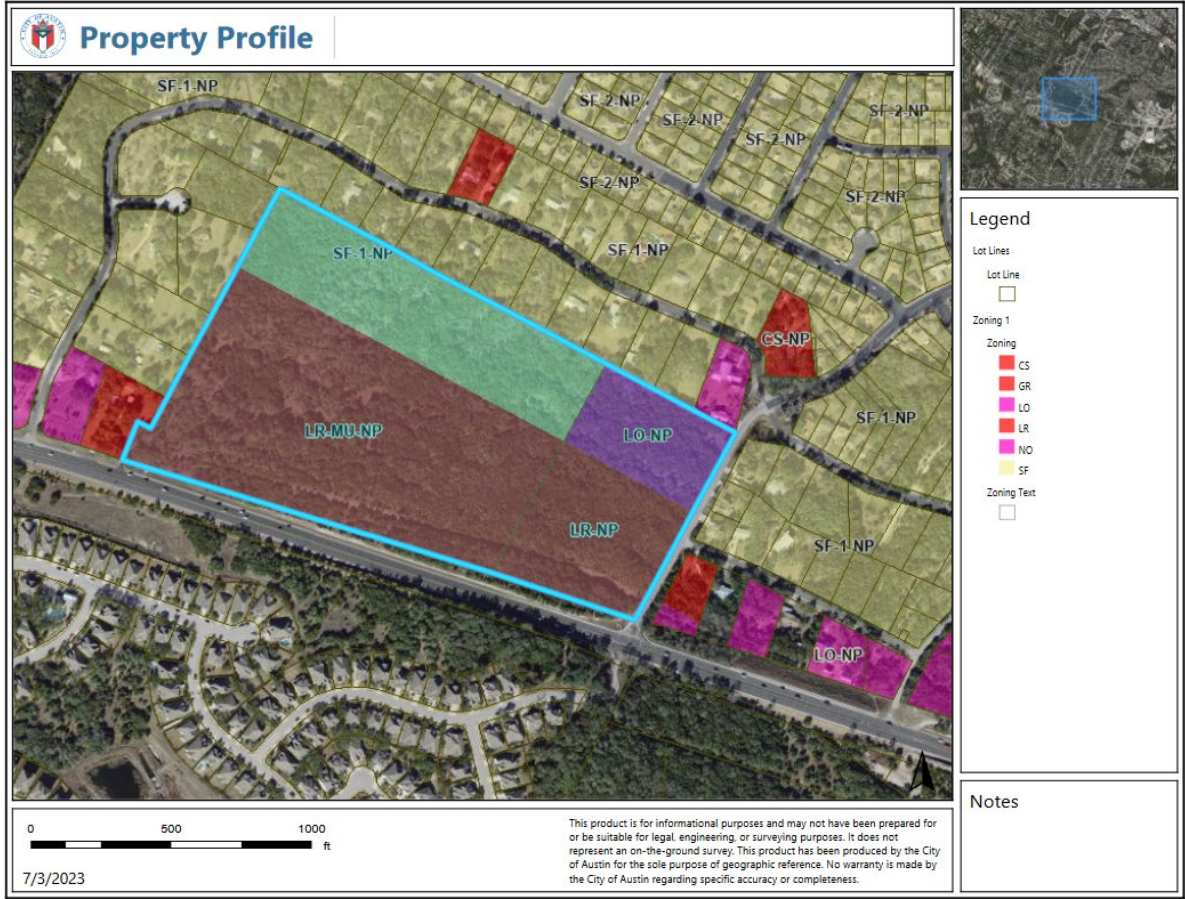 CITY OF AUSTIN
Property Profile
SF-1-NP
SF-2-NP
SF-2-NP
SF-2-NP
SF-2-NP
SF-2-NP
SF-2-NP
SF-1-NP
SF-1-NP
CS-NP
SF-1-NP
LR-MU-NP
LO-NP
LR-NP
SF-1-NP
LO-NP
Legend
Lot Lines
Lot Line
Zoning 1
Zoning
CS
GR
LO
LR
NO
SF
Zoning Text
Notes
0 500 1000
ft
7/3/2023
This product is for informational purposes and may not have been prepared for
or be suitable for legal, engineering, or surveying purposes. It does not
represent an on-the-ground survey. This product has been produced by the City
of Austin for the sole purpose of geographic reference. No warranty is made by
the City of Austin regarding specific accuracy or completeness.